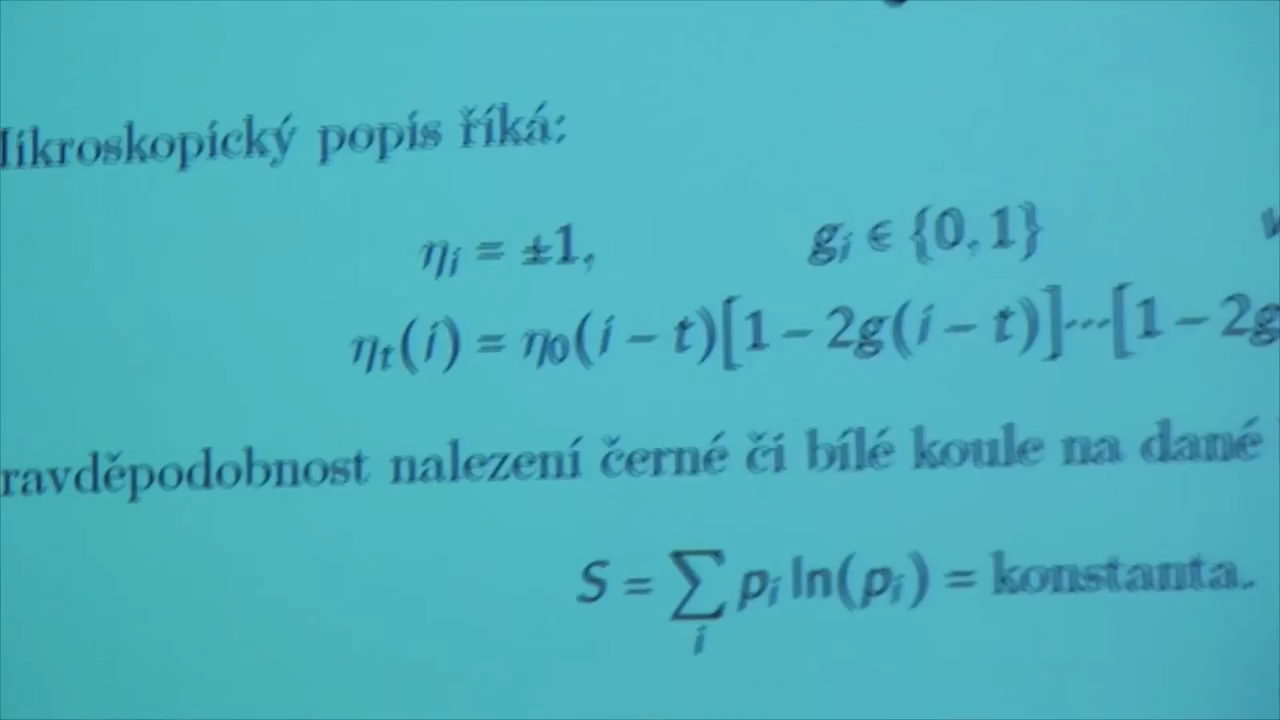 Mikroskopický popis říká:
ηᵢ = ±1, gᵢ ∈ {0, 1}
ηₜ(i) = η₀(i − t)[1 − 2g(i − t)]···[1 − 2g
ravděpodobnost nalezení černé či bílé koule na dané
S = ∑ᵢ pᵢ ln(pᵢ) = konstanta.